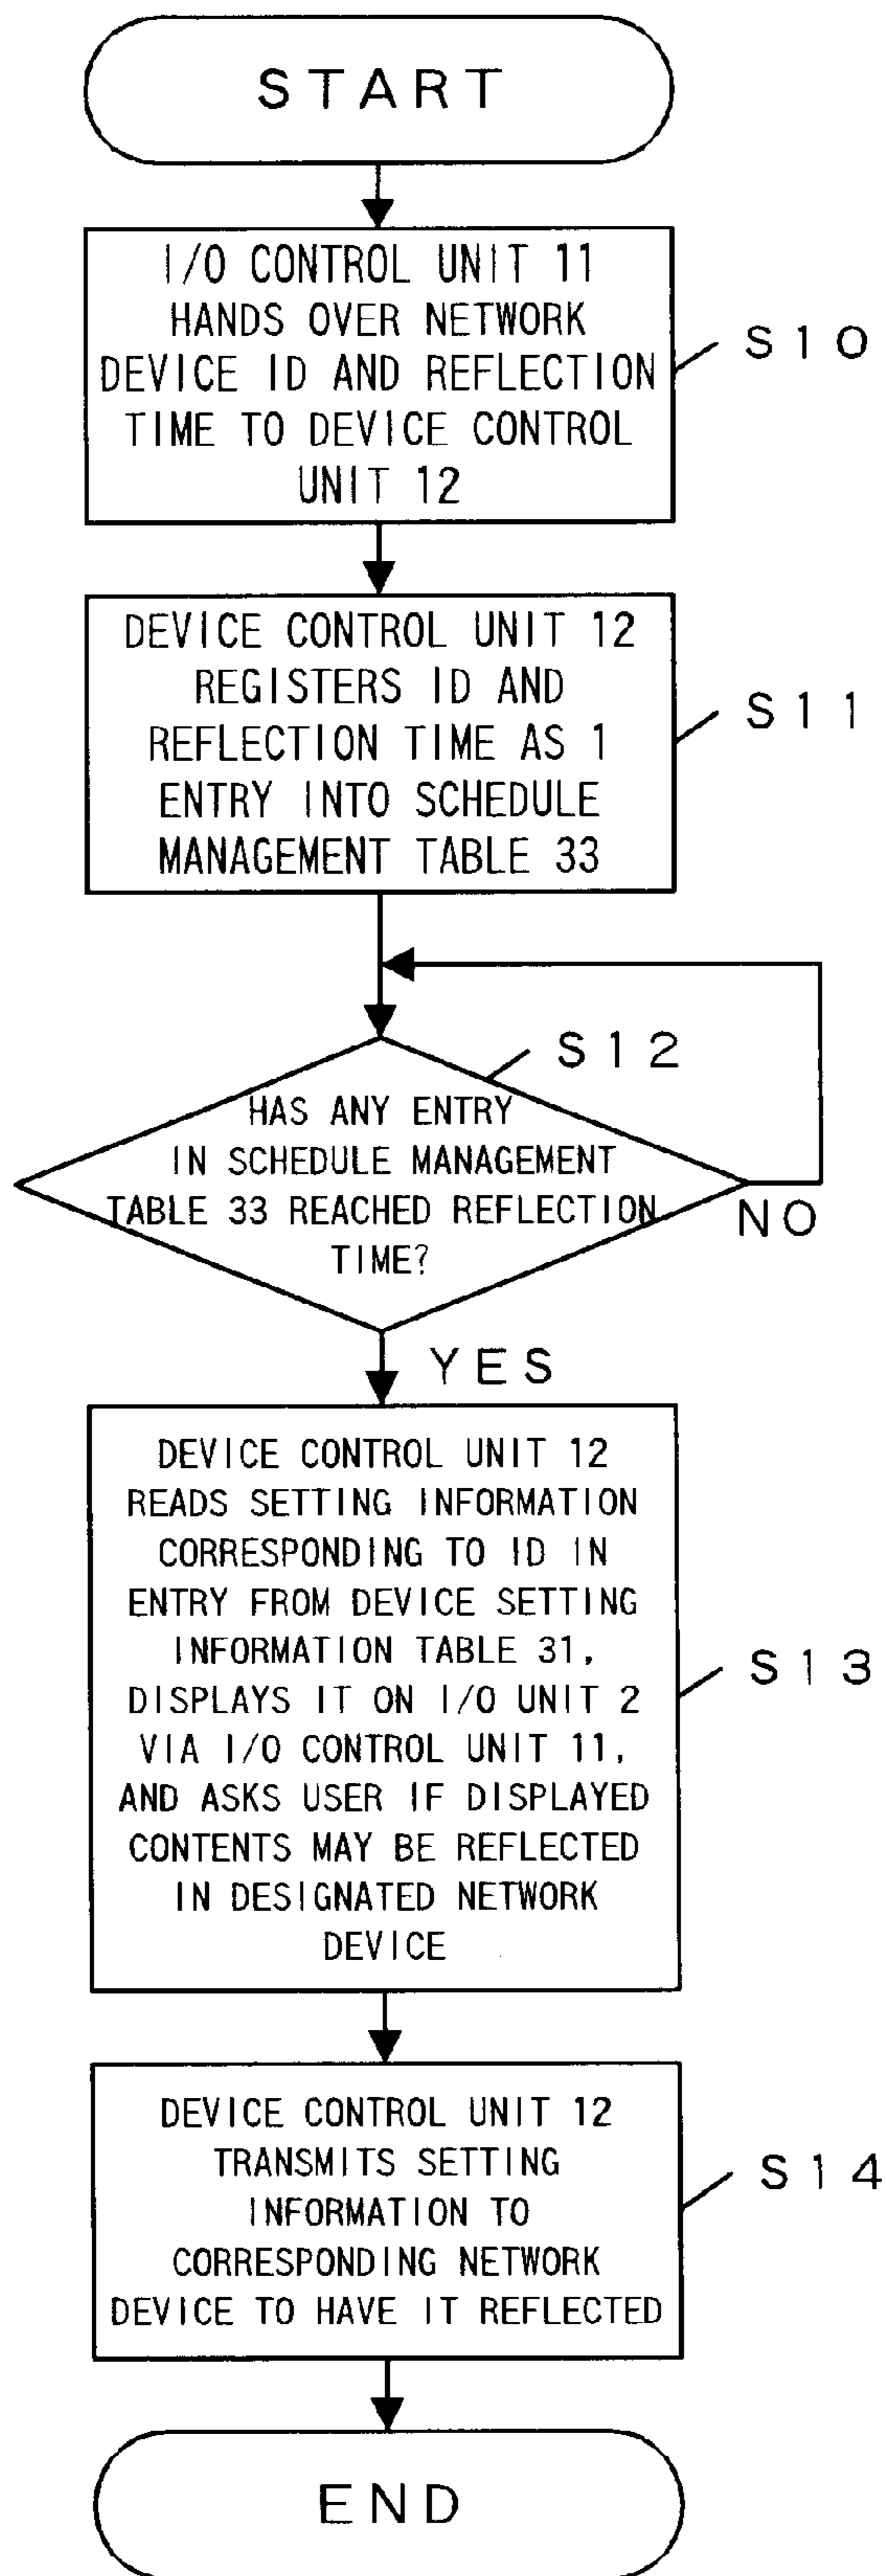 START
I/O CONTROL UNIT 11
HANDS OVER NETWORK
DEVICE ID AND REFLECTION
TIME TO DEVICE CONTROL
UNIT 12
S10
DEVICE CONTROL UNIT 12
REGISTERS ID AND
REFLECTION TIME AS 1
ENTRY INTO SCHEDULE
MANAGEMENT TABLE 33
S11
S12
HAS ANY ENTRY
IN SCHEDULE MANAGEMENT
TABLE 33 REACHED REFLECTION
TIME?
NO
YES
DEVICE CONTROL UNIT 12
READS SETTING INFORMATION
CORRESPONDING TO ID IN
ENTRY FROM DEVICE SETTING
INFORMATION TABLE 31,
DISPLAYS IT ON I/O UNIT 2
VIA I/O CONTROL UNIT 11,
AND ASKS USER IF DISPLAYED
CONTENTS MAY BE REFLECTED
IN DESIGNATED NETWORK
DEVICE
S13
DEVICE CONTROL UNIT 12
TRANSMITS SETTING
INFORMATION TO
CORRESPONDING NETWORK
DEVICE TO HAVE IT REFLECTED
S14
END